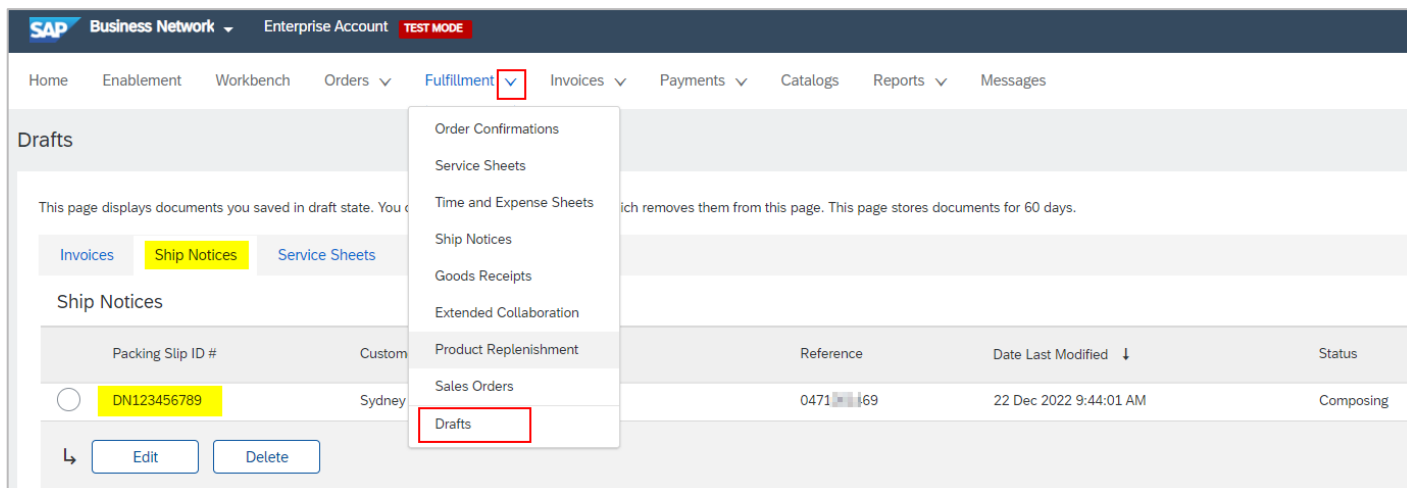 SAP Business Network Enterprise Account TEST MODE
Home Enablement Workbench Orders Fulfillment Invoices Payments Catalogs Reports Messages
Order Confirmations
Drafts
Service Sheets
This page displays documents you saved in draft state. You Time and Expense Sheets removes them from this page. This page stores documents for 60 days.
Ship Notices
Invoices Ship Notices Service Sheets
Goods Receipts
Ship Notices
Extended Collaboration
Packing Slip ID # Product Replenishment Reference Date Last Modified ↓ Status
Sales Orders
DN123456789 Sydney 0471 69 22 Dec 2022 9:44:01 AM Composing
Drafts
Edit Delete